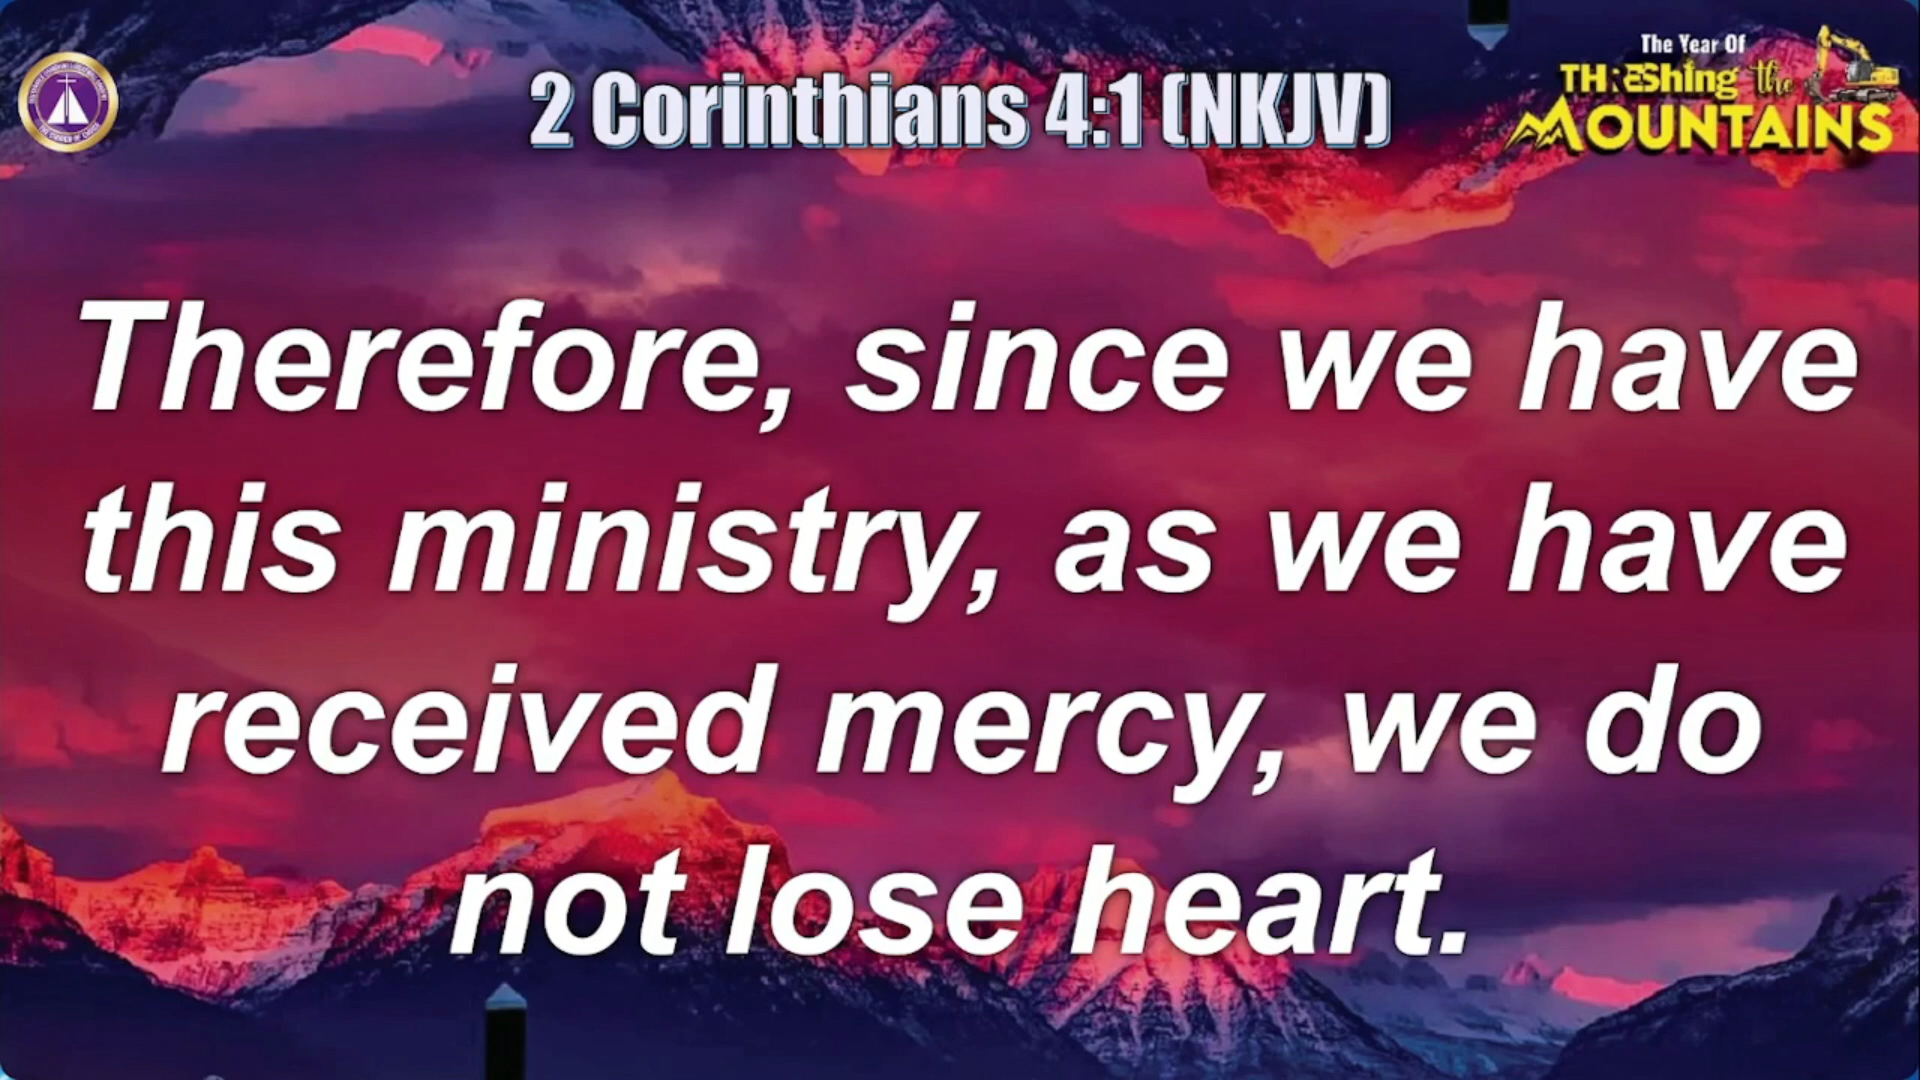 2 Corinthians 4:1 (NKJV)
The Year Of
THRESHing the
MOUNTAINS
Therefore, since we have
this ministry, as we have
received mercy, we do
not lose heart.